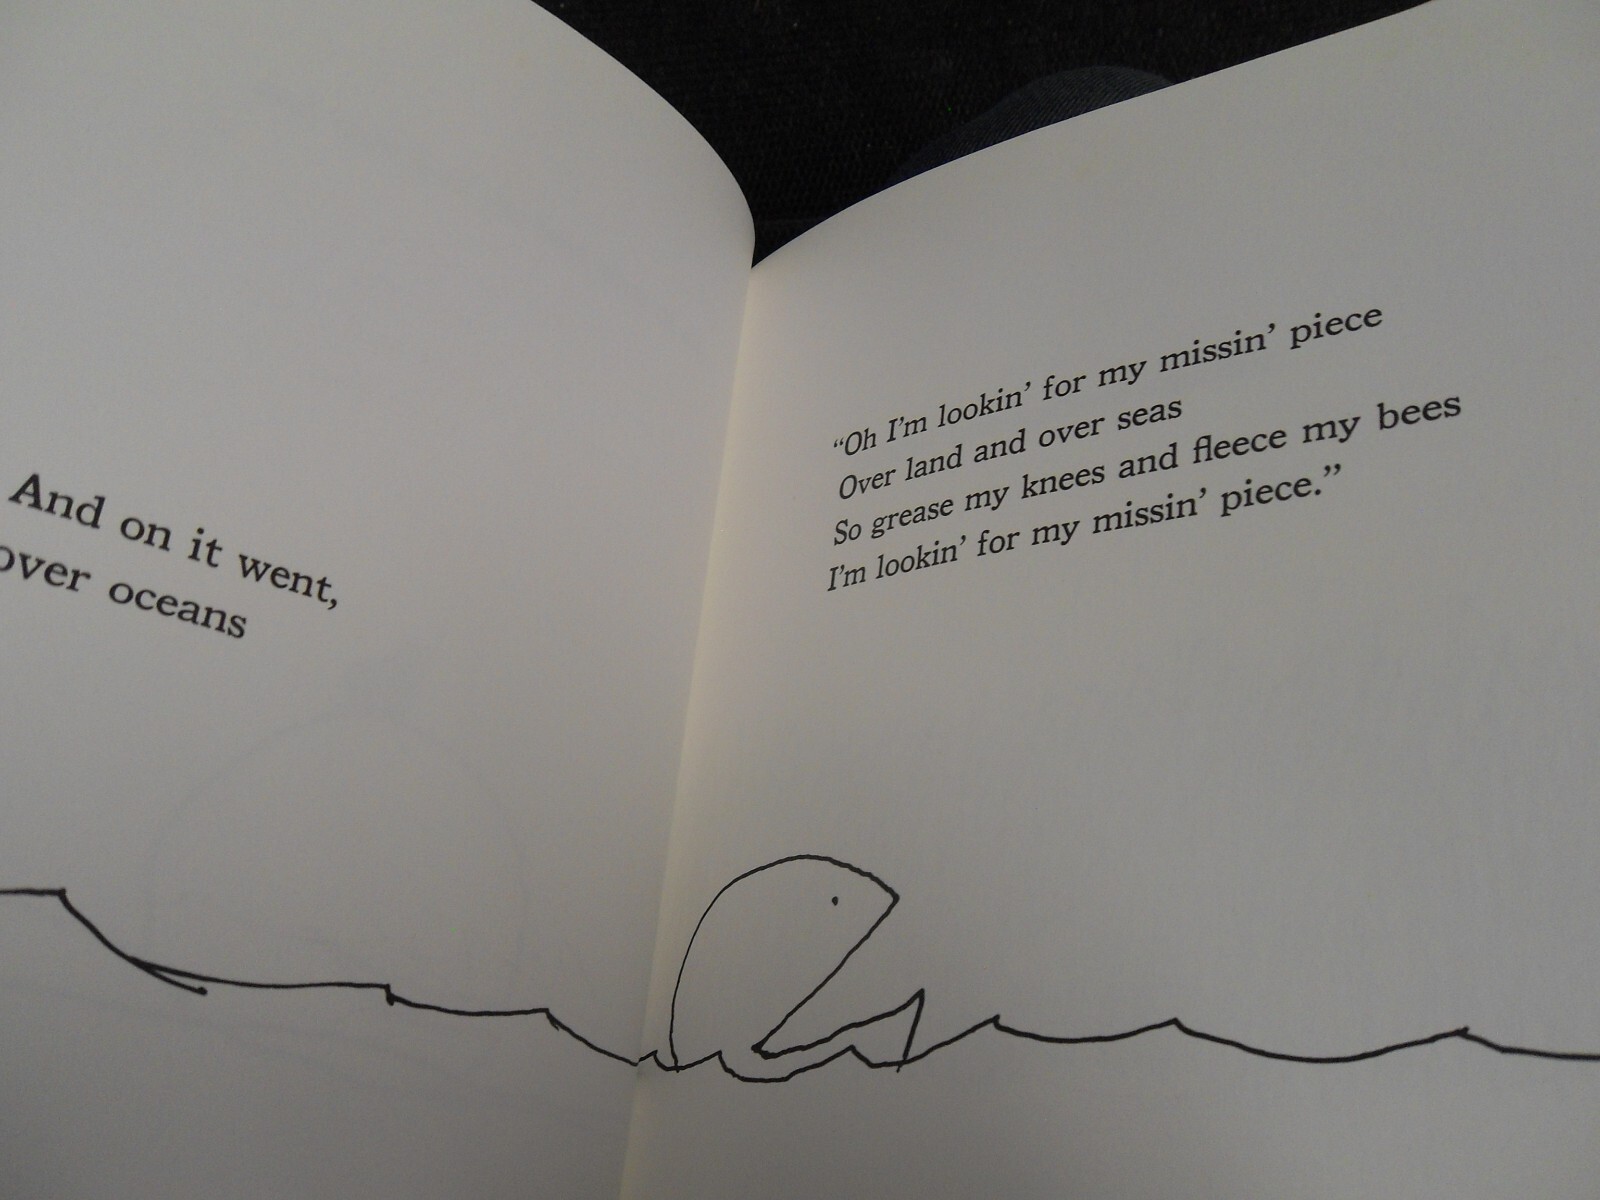 And on it went,
over oceans
“Oh I’m lookin’ for my missin’ piece
Over land and over seas
So grease my knees and fleece my bees
I’m lookin’ for my missin’ piece.”